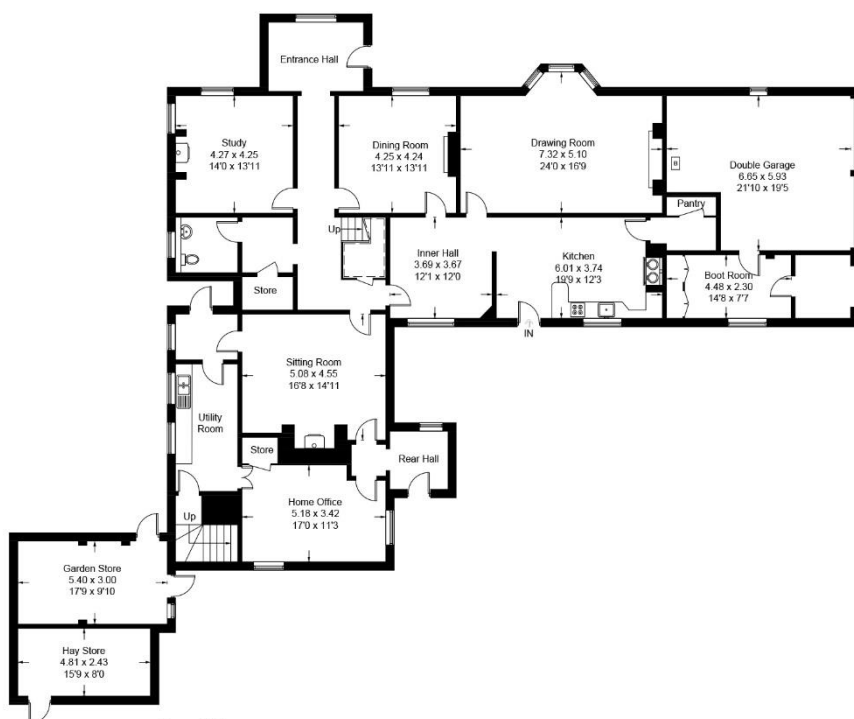 Entrance Hall
Study
4.27 x 4.25
14'0 x 13'11
Dining Room
4.25 x 4.24
13'11 x 13'11
Drawing Room
7.32 x 5.10
24'0 x 16'9
Double Garage
6.65 x 5.93
21'10 x 19'5
Pantry
Up
Inner Hall
3.69 x 3.67
12'1 x 12'0
Kitchen
6.01 x 3.74
19'9 x 12'3
Boot Room
4.48 x 2.30
14'8 x 7'7
Store
IN
Sitting Room
5.08 x 4.55
16'8 x 14'11
Utility
Room
Store
Rear Hall
Home Office
5.18 x 3.42
17'0 x 11'3
Up
Garden Store
5.40 x 3.00
17'9 x 9'10
Hay Store
4.81 x 2.43
15'9 x 8'0